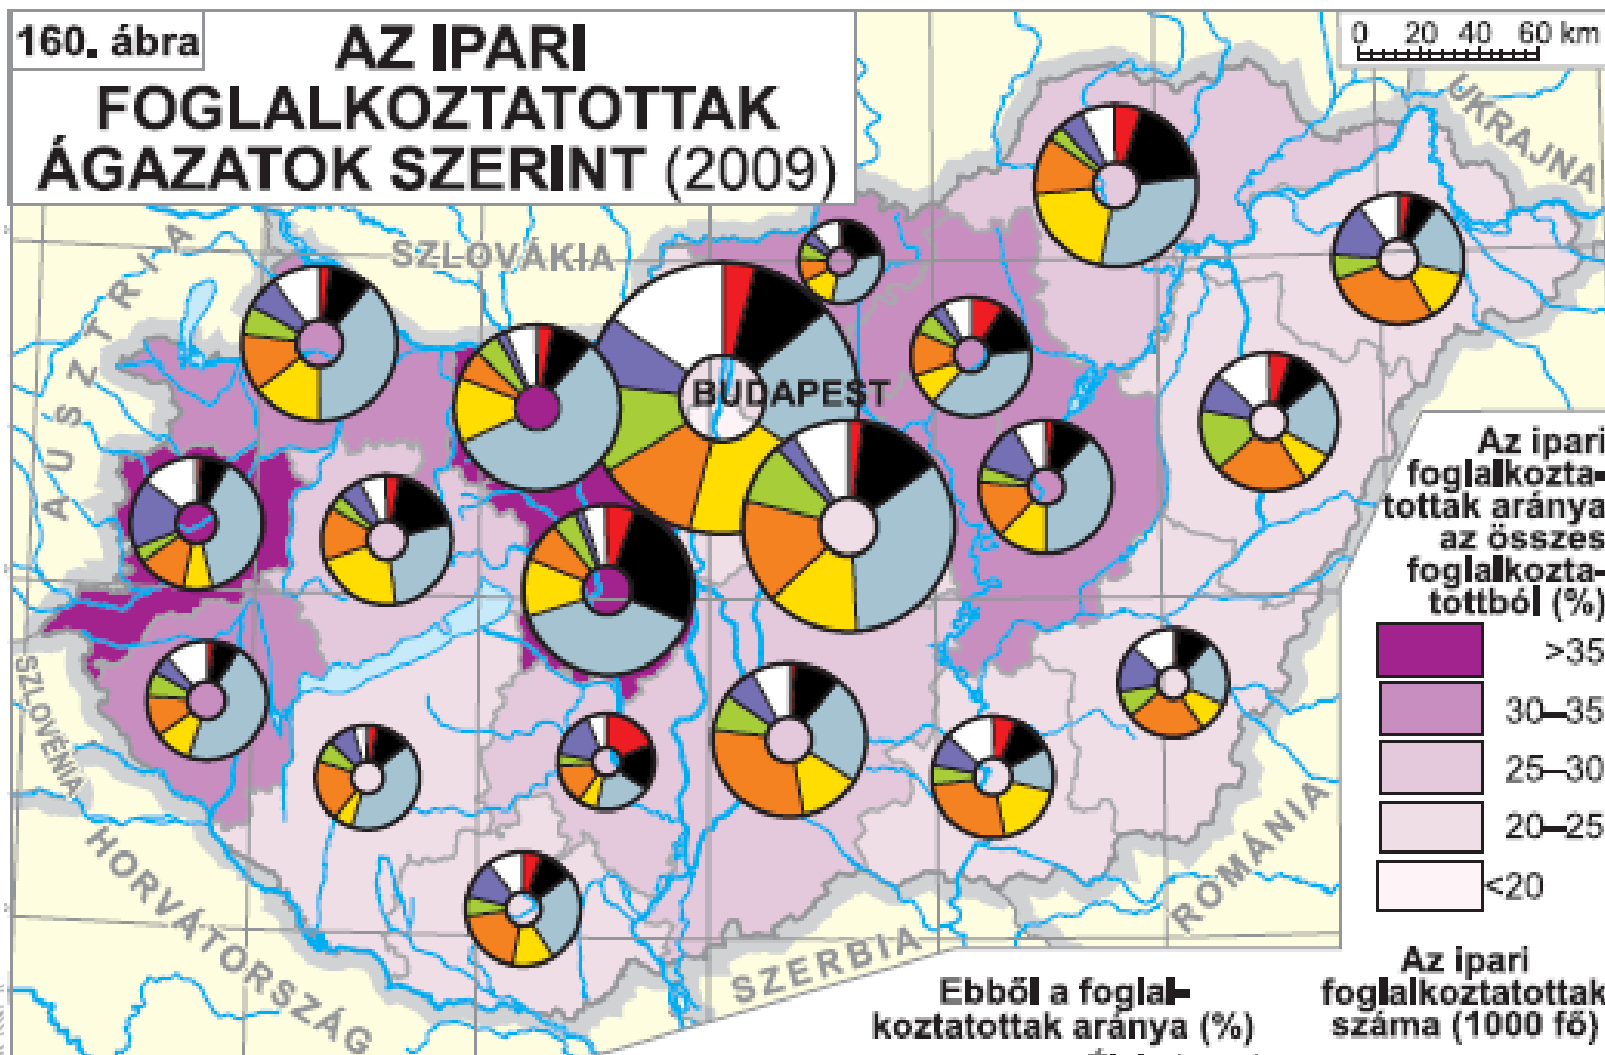 160. ábra
AZ IPARI
FOGLALKOZTATOTTAK
ÁGAZATOK SZERINT (2009)
0 20 40 60 km
UKRAJNA
SZLOVÁKIA
AUSZTRIA
BUDAPEST
SZLOVÉNIA
HORVÁTORSZÁG
SZERBIA
ROMÁNIA
Az ipari
foglalkozta-
tottak aránya
az összes
foglalkozta-
tottból (%)
>35
30–35
25–30
20–25
<20
Ebből a foglal-
koztatottak aránya (%)
Az ipari
foglalkoztatottak
száma (1000 fő)